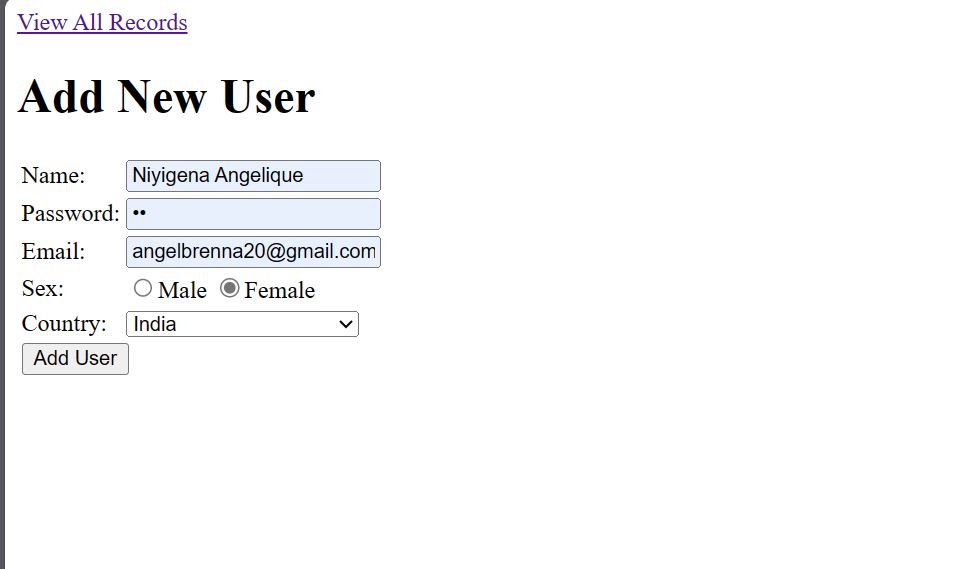 View All Records
Add New User
Name: Niyigena Angelique
Password: ••
Email: angelbrenna20@gmail.com
Sex: Male Female
Country: India
Add User